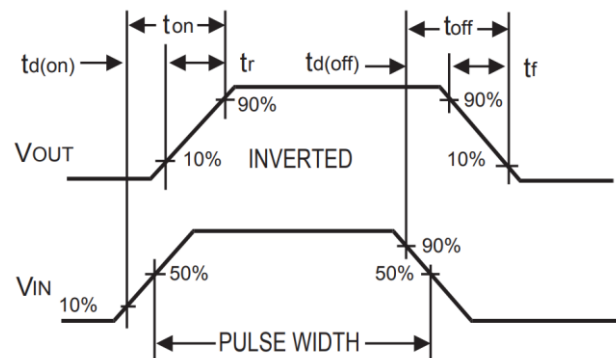 ton toff
td(on) tr td(off) tf
90% 90%
VOUT 10% INVERTED 10%
90%
VIN 50% 50%
10%
PULSE WIDTH